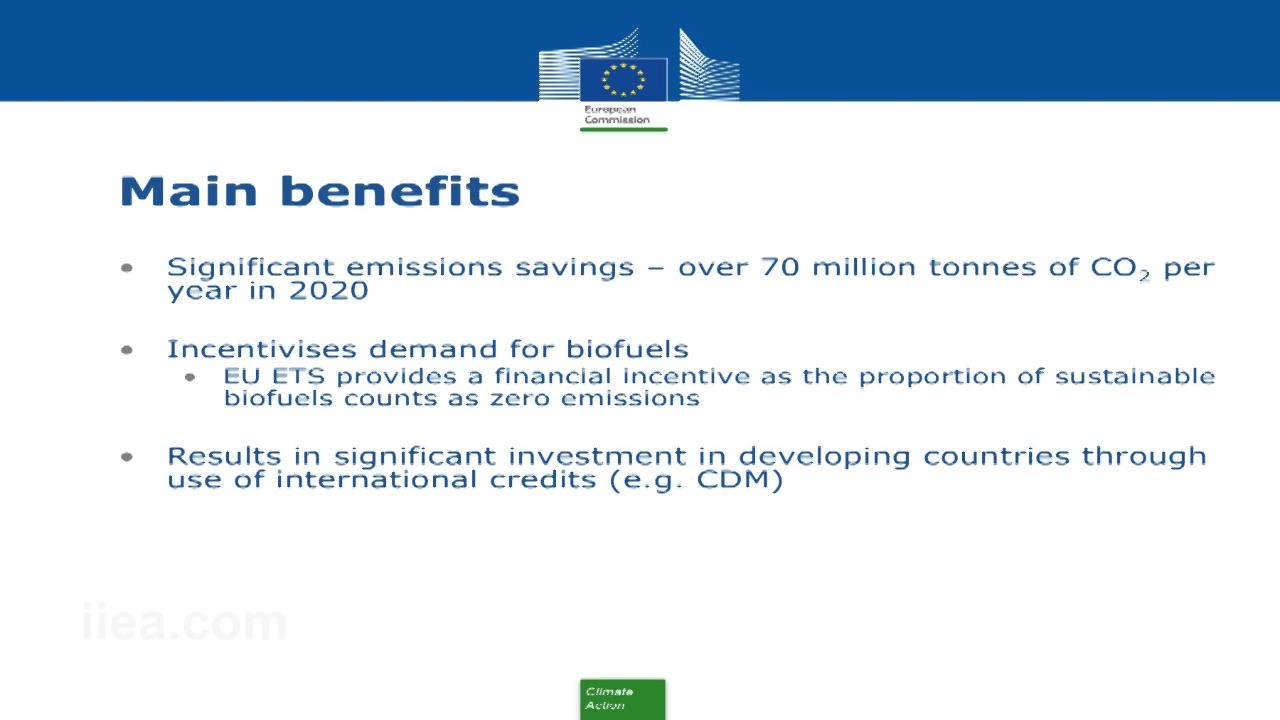 European
Commission
Main benefits
• Significant emissions savings – over 70 million tonnes of CO₂ per
year in 2020
• Incentivises demand for biofuels
• EU ETS provides a financial incentive as the proportion of sustainable
biofuels counts as zero emissions
• Results in significant investment in developing countries through
use of international credits (e.g. CDM)
iiea.com
Climate
Action